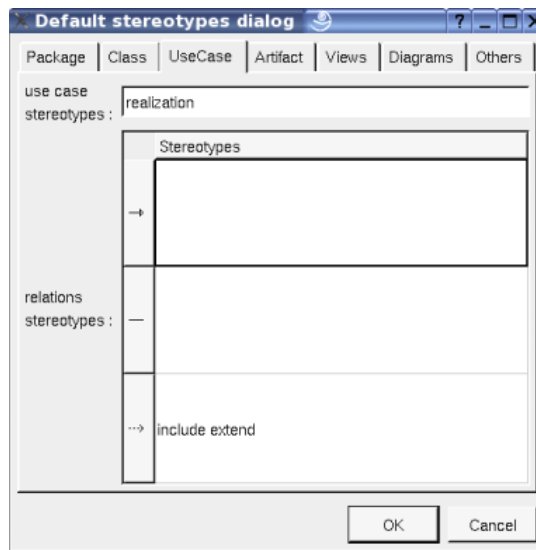 Default stereotypes dialog
Package Class UseCase Artifact Views Diagrams Others
use case
stereotypes :
realization
Stereotypes
relations
stereotypes :
include extend
OK Cancel